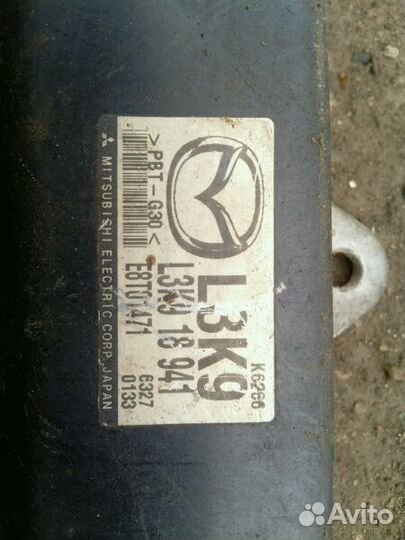 L3K9
K6266
L3K9 18 941
E8T01471
6327
0133
>PBT-G30<
MITSUBISHI ELECTRIC CORP. JAPAN
Avito